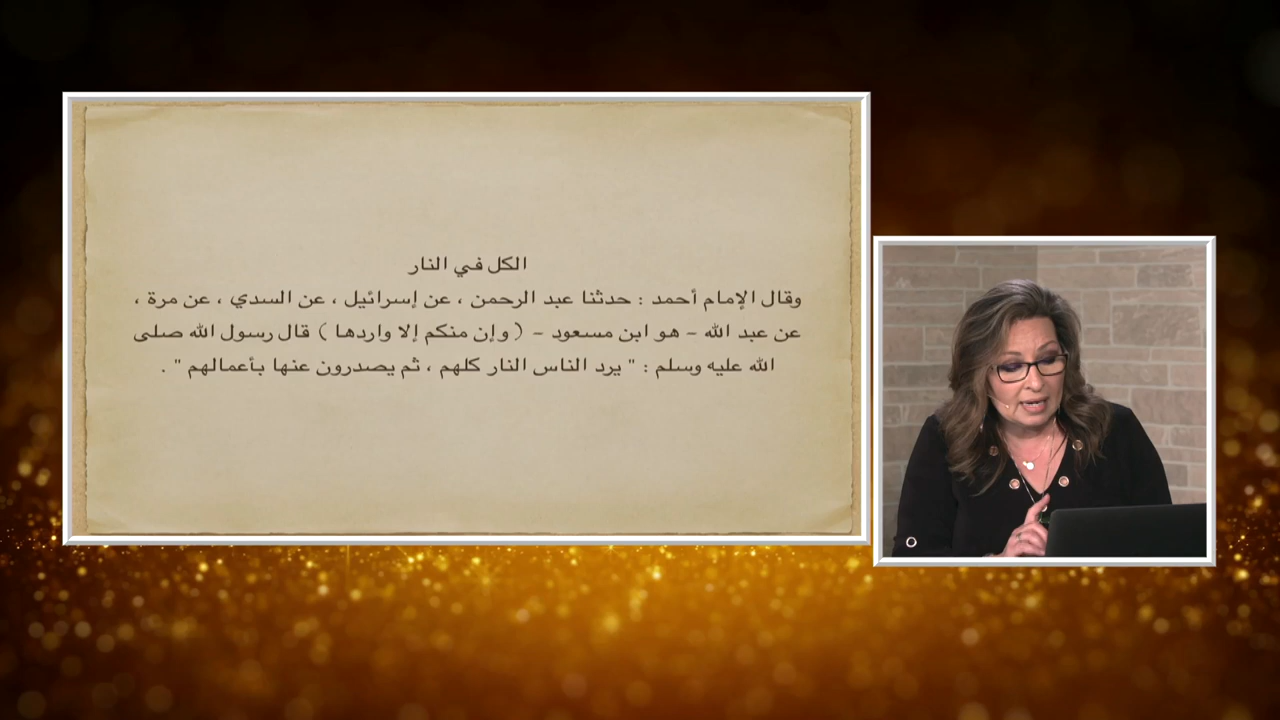 الكل في النار
وقال الإمام أحمد : حدثنا عبد الرحمن ، عن إسرائيل ، عن السدي ، عن مرة ،
عن عبد الله - هو ابن مسعود - ( وإن منكم إلا واردها ) قال رسول الله صلى
الله عليه وسلم : " يرد الناس النار كلهم ، ثم يصدرون عنها بأعمالهم " .